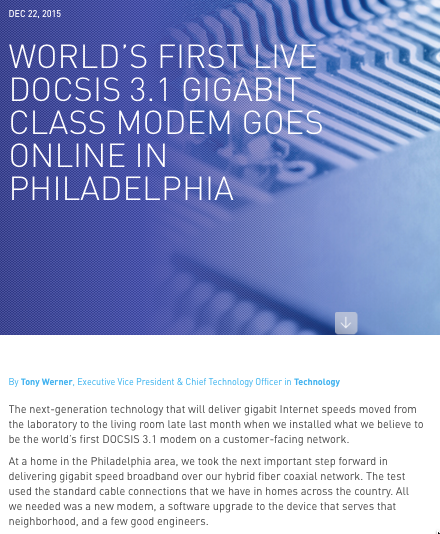 DEC 22, 2015
WORLD'S FIRST LIVE
DOCSIS 3.1 GIGABIT
CLASS MODEM GOES
ONLINE IN
PHILADELPHIA
By Tony Werner, Executive Vice President & Chief Technology Officer in Technology
The next-generation technology that will deliver gigabit Internet speeds moved from
the laboratory to the living room late last month when we installed what we believe to
be the world's first DOCSIS 3.1 modem on a customer-facing network.
At a home in the Philadelphia area, we took the next important step forward in
delivering gigabit speed broadband over our hybrid fiber coaxial network. The test
used the standard cable connections that we have in homes across the country. All
we needed was a new modem, a software upgrade to the device that serves that
neighborhood, and a few good engineers.